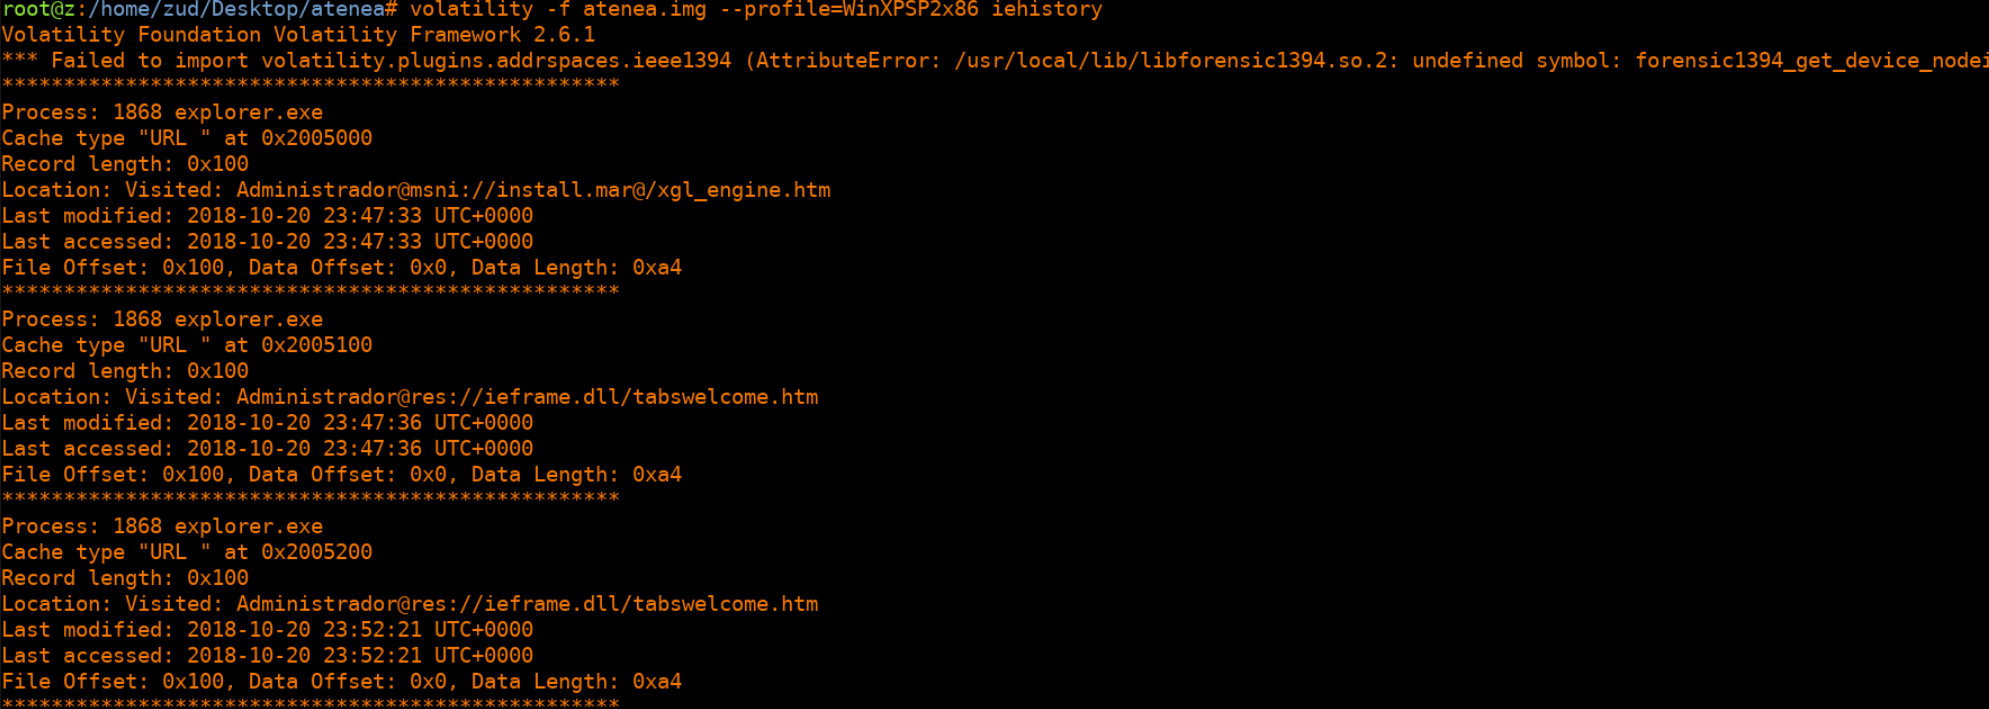 root@z:/home/zud/Desktop/atenea# volatility -f atenea.img --profile=WinXPSP2x86 iehistory
Volatility Foundation Volatility Framework 2.6.1
*** Failed to import volatility.plugins.addrspaces.ieee1394 (AttributeError: /usr/local/lib/libforensic1394.so.2: undefined symbol: forensic1394_get_device_nodei
**************************************************
Process: 1868 explorer.exe
Cache type "URL " at 0x2005000
Record length: 0x100
Location: Visited: Administrador@msni://install.mar@/xgl_engine.htm
Last modified: 2018-10-20 23:47:33 UTC+0000
Last accessed: 2018-10-20 23:47:33 UTC+0000
File Offset: 0x100, Data Offset: 0x0, Data Length: 0xa4
**************************************************
Process: 1868 explorer.exe
Cache type "URL " at 0x2005100
Record length: 0x100
Location: Visited: Administrador@res://ieframe.dll/tabswelcome.htm
Last modified: 2018-10-20 23:47:36 UTC+0000
Last accessed: 2018-10-20 23:47:36 UTC+0000
File Offset: 0x100, Data Offset: 0x0, Data Length: 0xa4
**************************************************
Process: 1868 explorer.exe
Cache type "URL " at 0x2005200
Record length: 0x100
Location: Visited: Administrador@res://ieframe.dll/tabswelcome.htm
Last modified: 2018-10-20 23:52:21 UTC+0000
Last accessed: 2018-10-20 23:52:21 UTC+0000
File Offset: 0x100, Data Offset: 0x0, Data Length: 0xa4
**************************************************